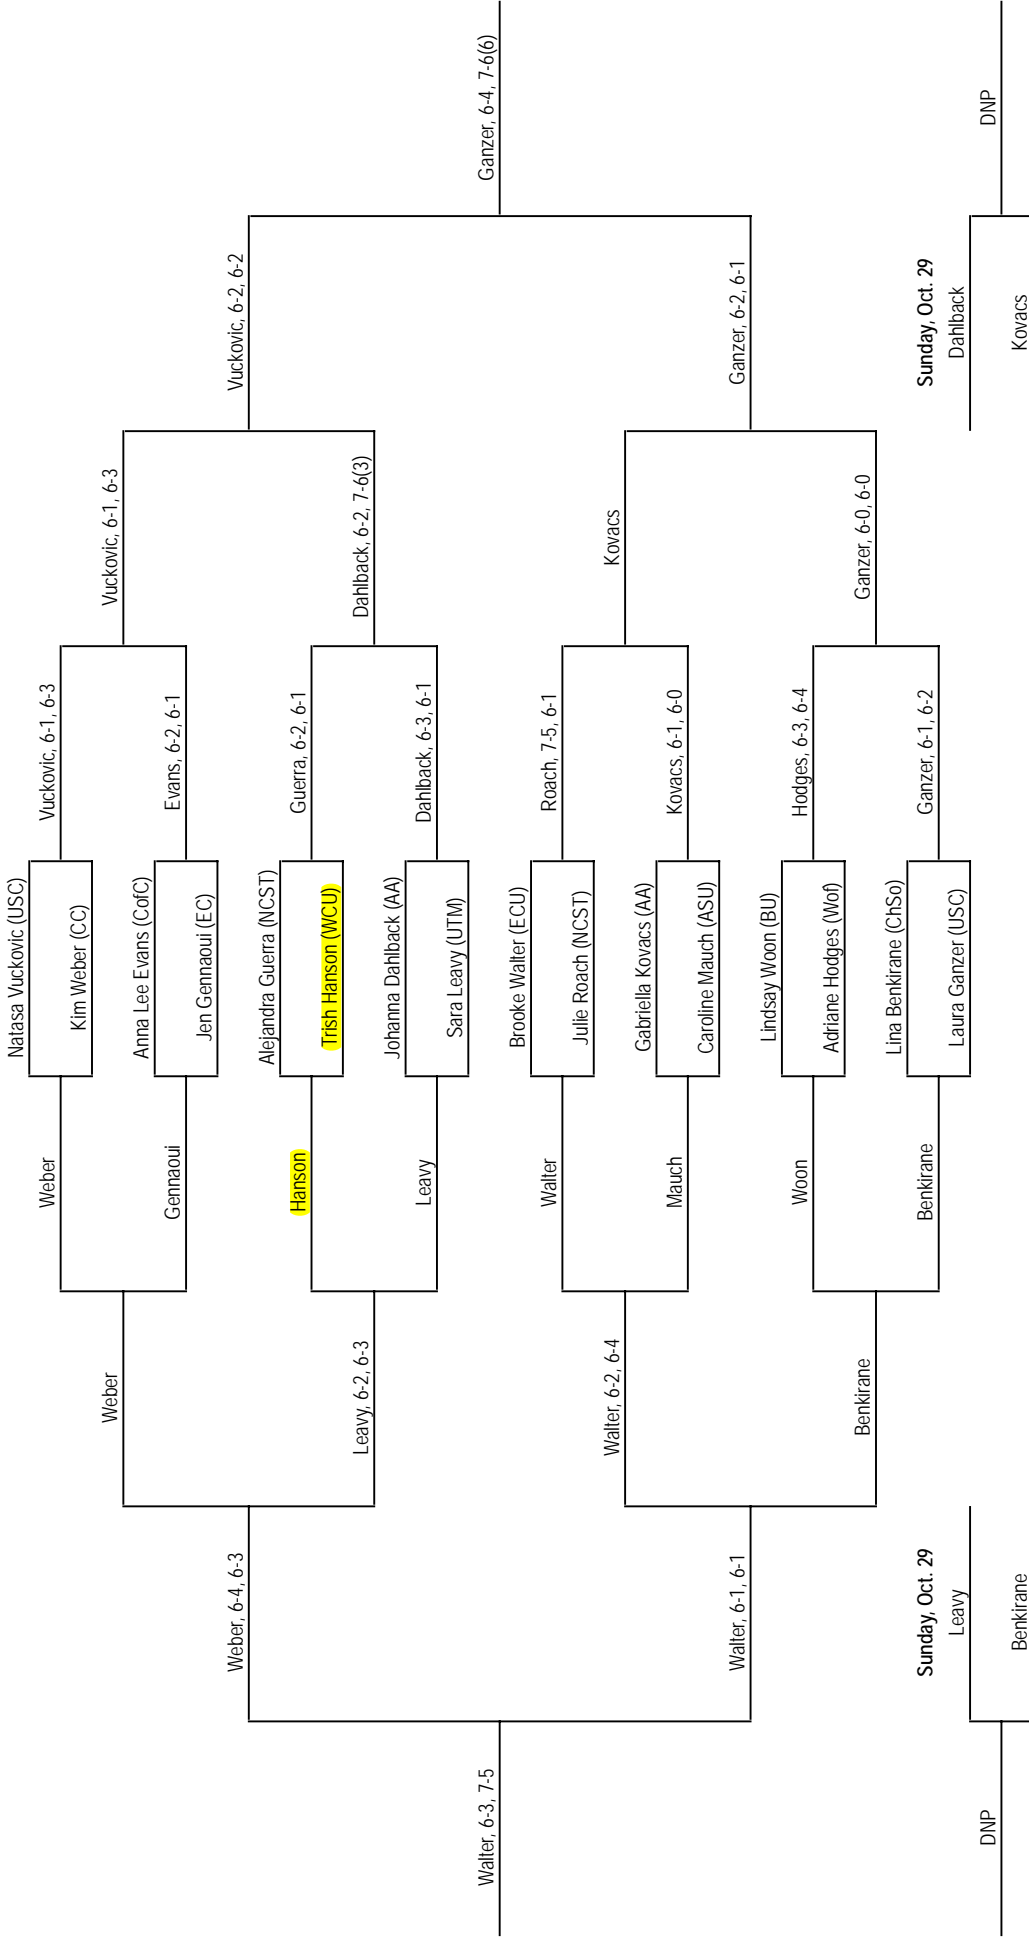 Natasa Vuckovic (USC)
Weber
Vuckovic, 6-1, 6-3
Kim Weber (CC)
Weber
Vuckovic, 6-1, 6-3
Anna Lee Evans (CofC)
Gennaoui
Evans, 6-2, 6-1
Jen Gennaoui (EC)
Weber, 6-4, 6-3
Vuckovic, 6-2, 6-2
Alejandra Guerra (NCST)
Hanson
Guerra, 6-2, 6-1
Trish Hanson (WCU)
Leavy, 6-2, 6-3
Dahlback, 6-2, 7-6(3)
Johanna Dahlback (AA)
Leavy
Dahlback, 6-3, 6-1
Sara Leavy (UTM)
Walter, 6-3, 7-5
Ganzer, 6-4, 7-6(6)
Brooke Walter (ECU)
Walter
Roach, 7-5, 6-1
Julie Roach (NCST)
Walter, 6-2, 6-4
Kovacs
Gabriella Kovacs (AA)
Mauch
Kovacs, 6-1, 6-0
Caroline Mauch (ASU)
Walter, 6-1, 6-1
Ganzer, 6-2, 6-1
Lindsay Woon (BU)
Woon
Hodges, 6-3, 6-4
Adriane Hodges (Wof)
Benkirane
Ganzer, 6-0, 6-0
Lina Benkirane (ChSo)
Benkirane
Ganzer, 6-1, 6-2
Laura Ganzer (USC)
Sunday, Oct. 29
Leavy
DNP
Benkirane
Sunday, Oct. 29
Dahlback
DNP
Kovacs